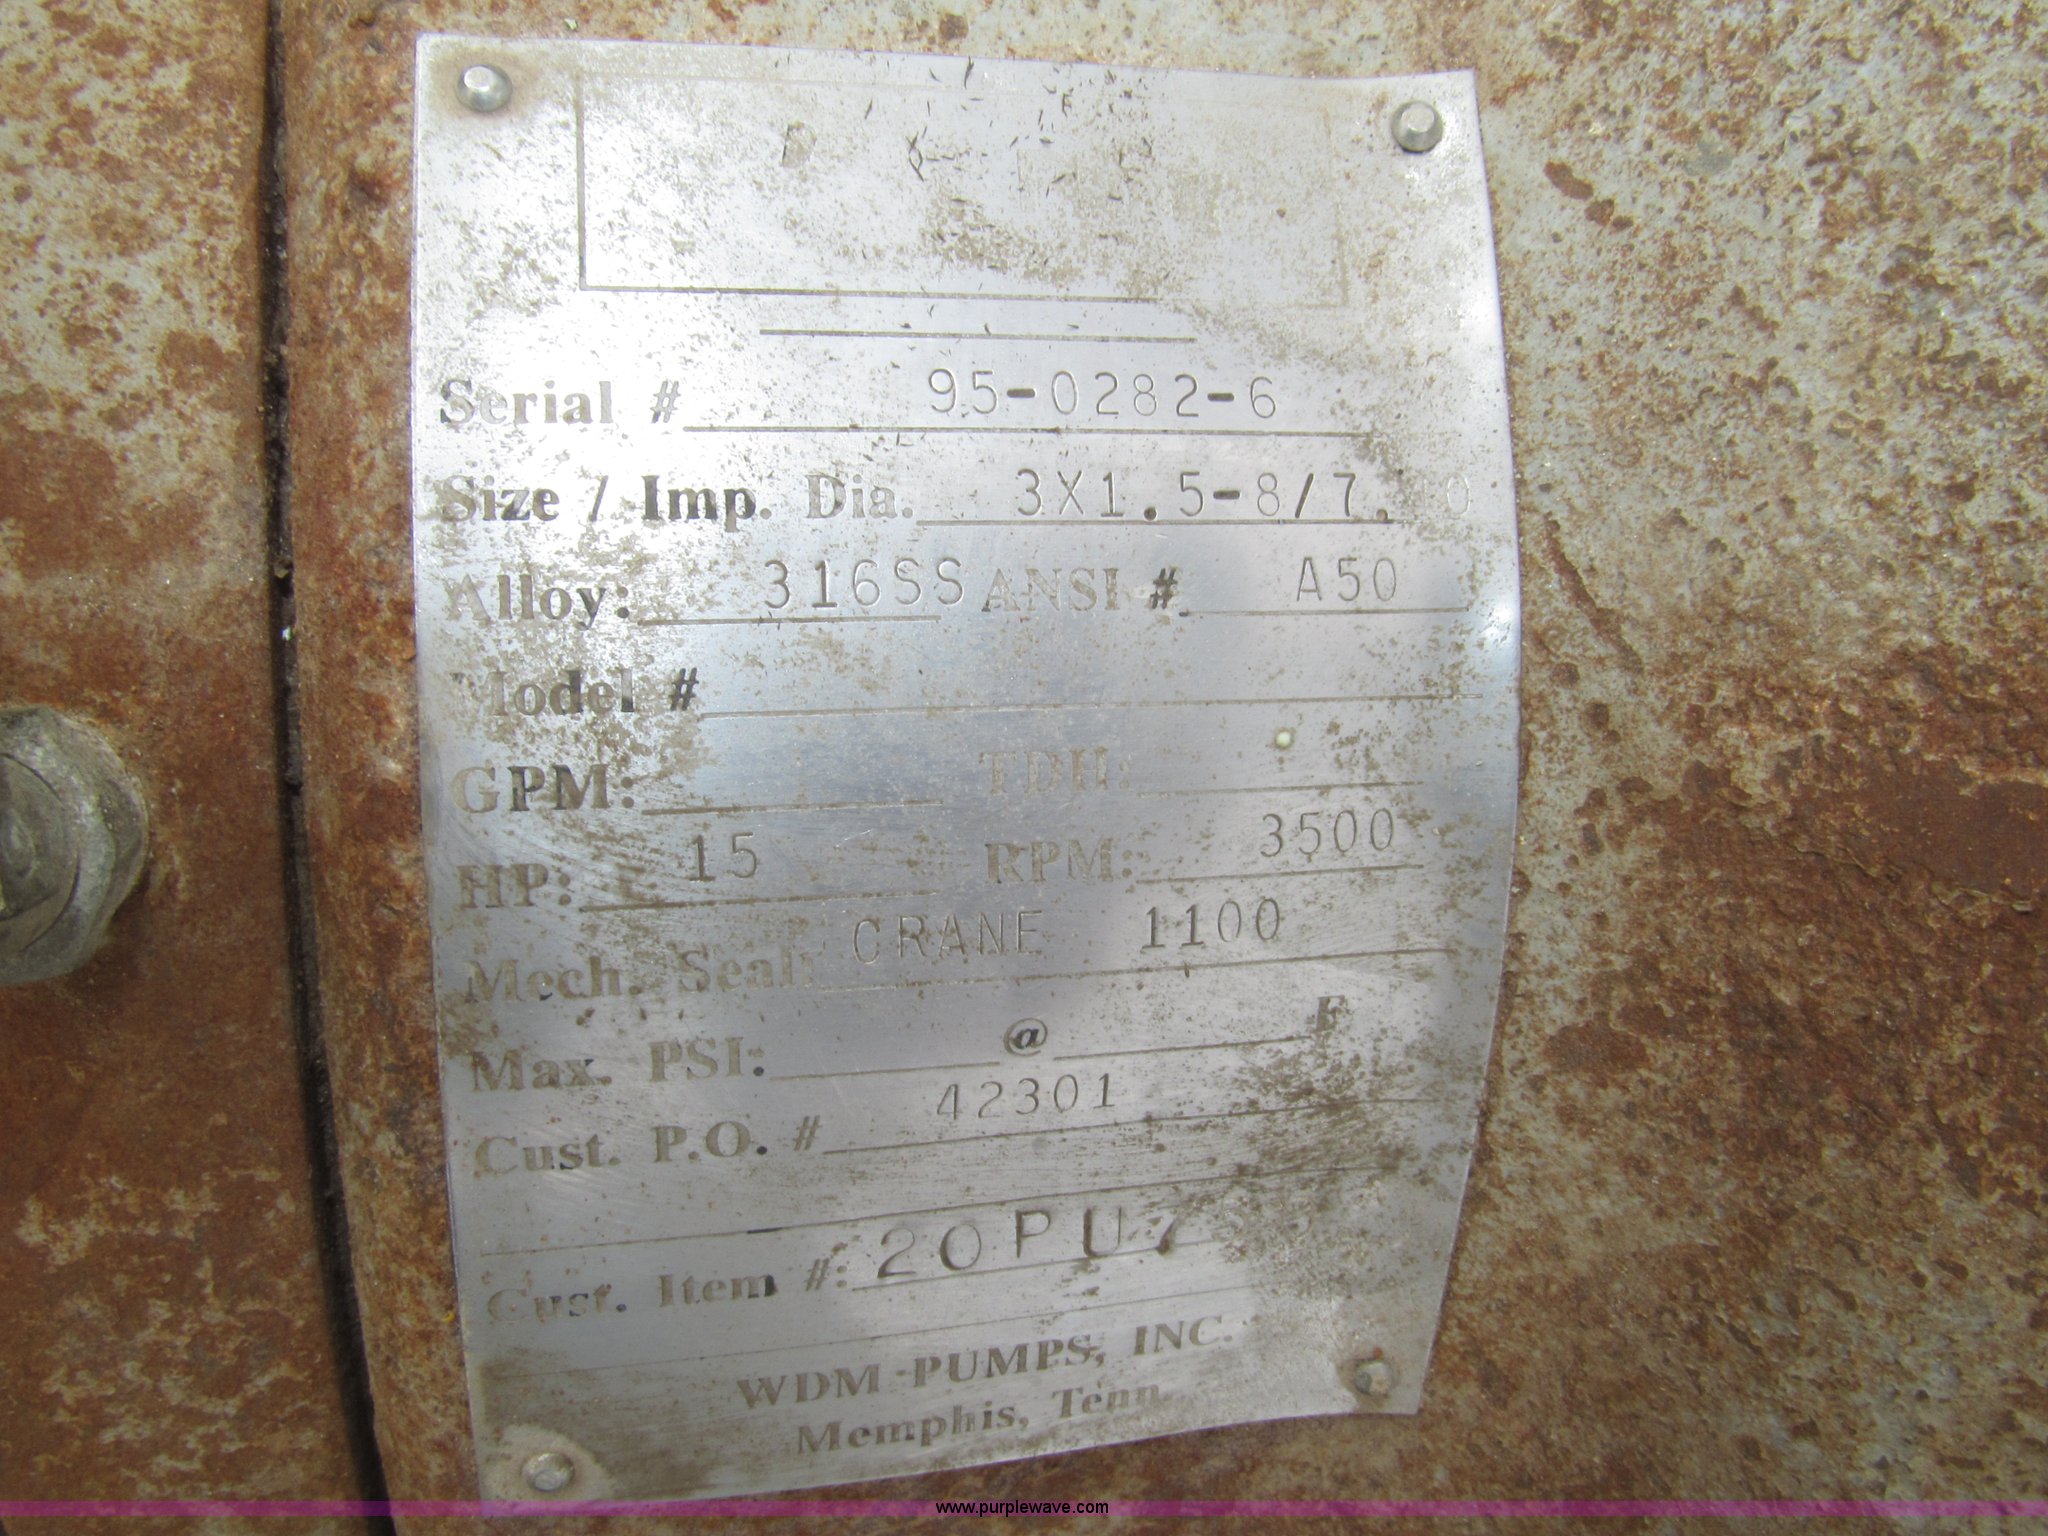 Serial # 95-0282-6
Size / Imp. Dia. 3X1.5-8/7.
Alloy: 316SS ANSI # A50
Model #
GPM: TDH:
HP: 15 RPM: 3500
Mech. Seal: CRANE 1100
Max. PSI: @ F
Cust. P.O. # 42301
Cust. Item #: 20PU7
WDM PUMPS, INC.
Memphis, Tenn.
www.purplewave.com